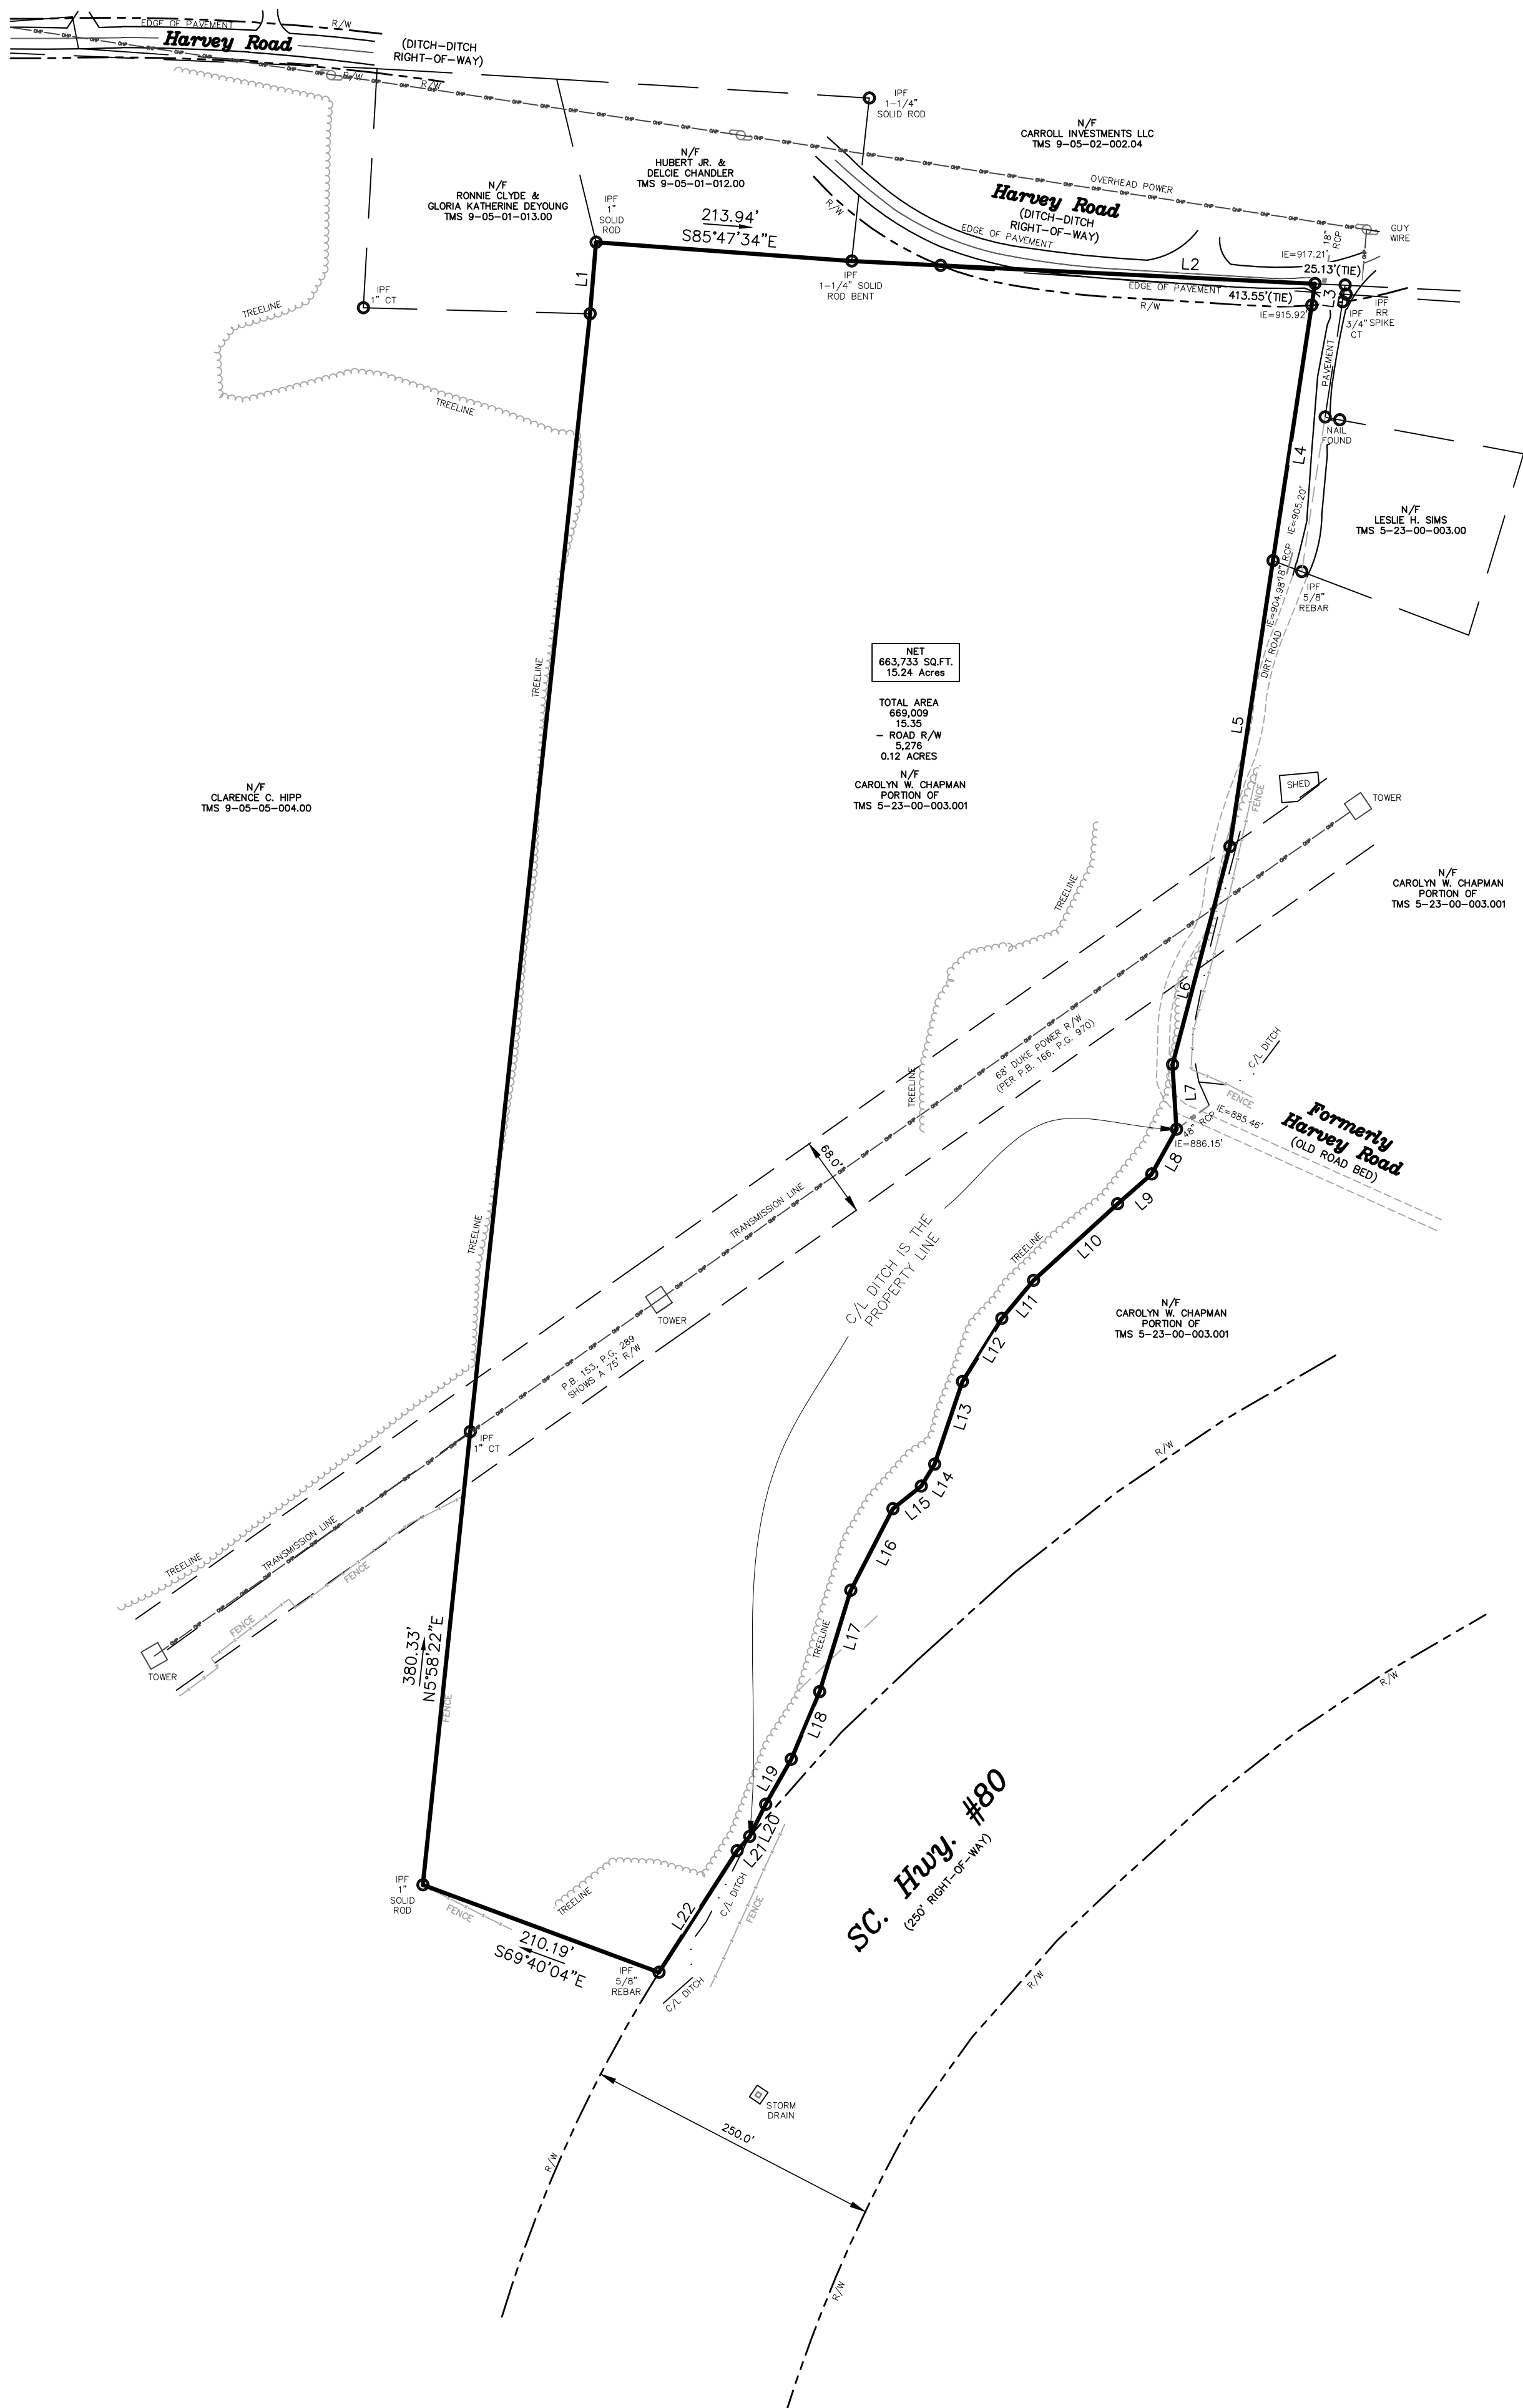 R/W
EDGE OF PAVEMENT
Harvey Road
(DITCH-DITCH
RIGHT-OF-WAY)
R/W
R/W
IPF
1-1/4"
SOLID ROD
N/F
CARROLL INVESTMENTS LLC
TMS 9-05-02-002.04
N/F
HUBERT JR. &
DELCIE CHANDLER
TMS 9-05-01-012.00
N/F
RONNIE CLYDE &
GLORIA KATHERINE DEYOUNG
TMS 9-05-01-013.00
IPF
1"
SOLID
ROD
213.94'
S85°47'34"E
R/W
OVERHEAD POWER
Harvey Road
(DITCH-DITCH
RIGHT-OF-WAY)
EDGE OF PAVEMENT
18"
RCP
GUY
WIRE
IE=917.21'
L2
25.13'(TIE)
L1
IPF
1-1/4" SOLID
ROD BENT
EDGE OF PAVEMENT
413.55'(TIE)
L3
R/W
IE=915.92'
IPF
RR
SPIKE
IPF
3/4"
CT
IPF
1" CT
TREELINE
PAVEMENT
TREELINE
NAIL
FOUND
L4
IE=905.20'
18" RCP
IE=904.98'
N/F
LESLIE H. SIMS
TMS 5-23-00-003.00
IPF
5/8"
REBAR
DIRT ROAD
NET
663,733 SQ.FT.
15.24 Acres
TREELINE
TOTAL AREA
669,009
15.35
- ROAD R/W
5,276
0.12 ACRES
L5
N/F
CAROLYN W. CHAPMAN
PORTION OF
TMS 5-23-00-003.001
N/F
CLARENCE C. HIPP
TMS 9-05-05-004.00
SHED
FENCE
TOWER
N/F
CAROLYN W. CHAPMAN
PORTION OF
TMS 5-23-00-003.001
TREELINE
L6
68' DUKE POWER R/W
(PER P.B. 166, P.G. 970)
C/L DITCH
TREELINE
L7
FENCE
48" RCP
IE=885.46'
IE=886.15'
Formerly
Harvey Road
(OLD ROAD BED)
68.0'
L8
TRANSMISSION LINE
L9
TREELINE
C/L DITCH IS THE
PROPERTY LINE
TREELINE
L10
L11
TOWER
L12
N/F
CAROLYN W. CHAPMAN
PORTION OF
TMS 5-23-00-003.001
P.B. 153, P.G. 289
SHOWS A 75' R/W
L13
IPF
1" CT
R/W
L14
L15
TREELINE
TRANSMISSION LINE
FENCE
L16
FENCE
L17
TREELINE
380.33'
N5°58'22"E
FENCE
TOWER
R/W
L18
L19
L20
L21
SC. Hwy. #80
(250' RIGHT-OF-WAY)
IPF
1"
SOLID
ROD
TREELINE
C/L DITCH
FENCE
FENCE
L22
210.19'
S69°40'04"E
IPF
5/8"
REBAR
C/L DITCH
R/W
STORM
DRAIN
250.0'
R/W
R/W